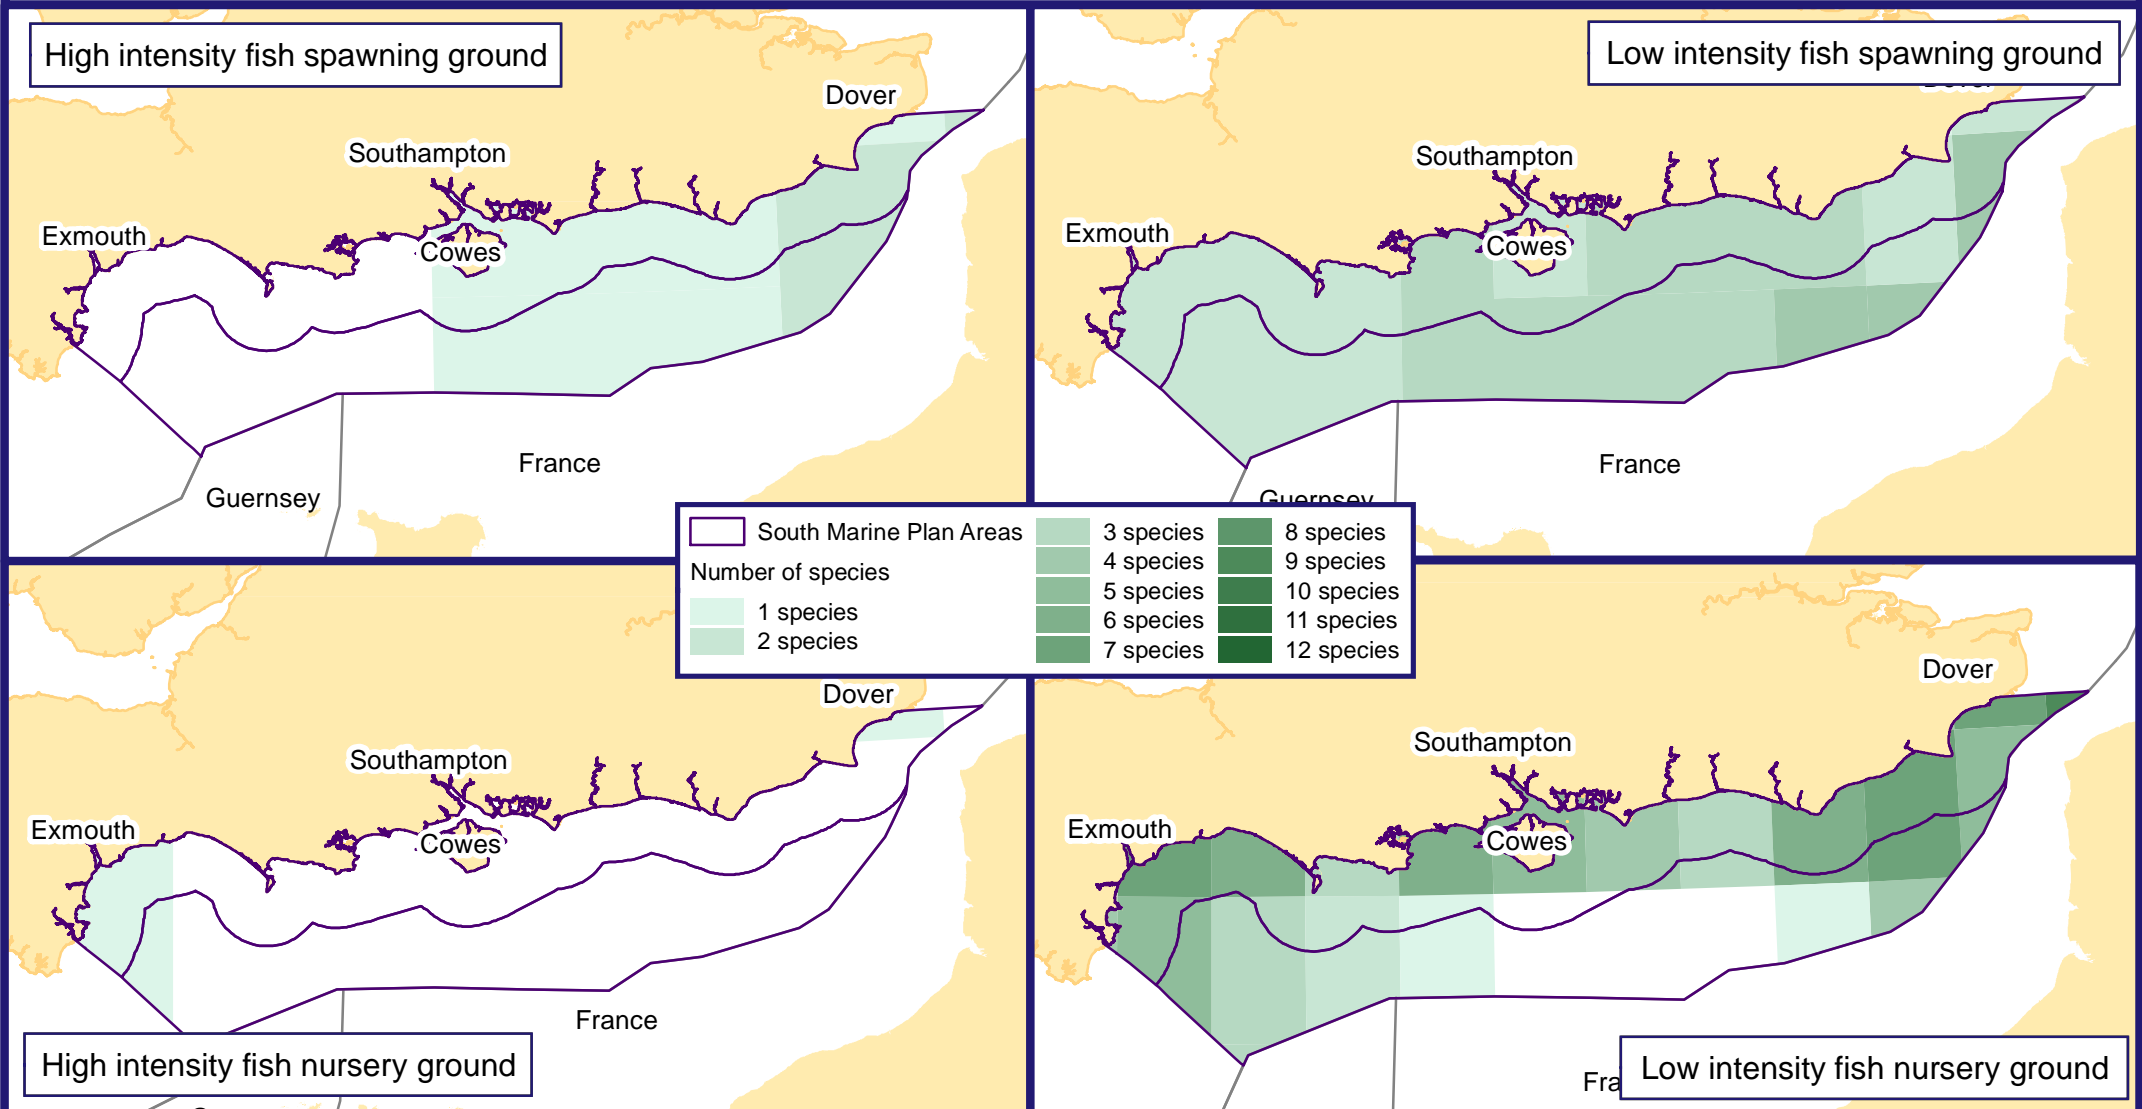 High intensity fish spawning ground
Dover
Southampton
Exmouth
Cowes
France
Guernsey
Low intensity fish spawning ground
Dover
Southampton
Exmouth
Cowes
France
Guernsey
South Marine Plan Areas
Number of species
1 species
2 species
3 species
4 species
5 species
6 species
7 species
8 species
9 species
10 species
11 species
12 species
Dover
Southampton
Exmouth
Cowes
France
High intensity fish nursery ground
Dover
Southampton
Exmouth
Cowes
Fra
Low intensity fish nursery ground